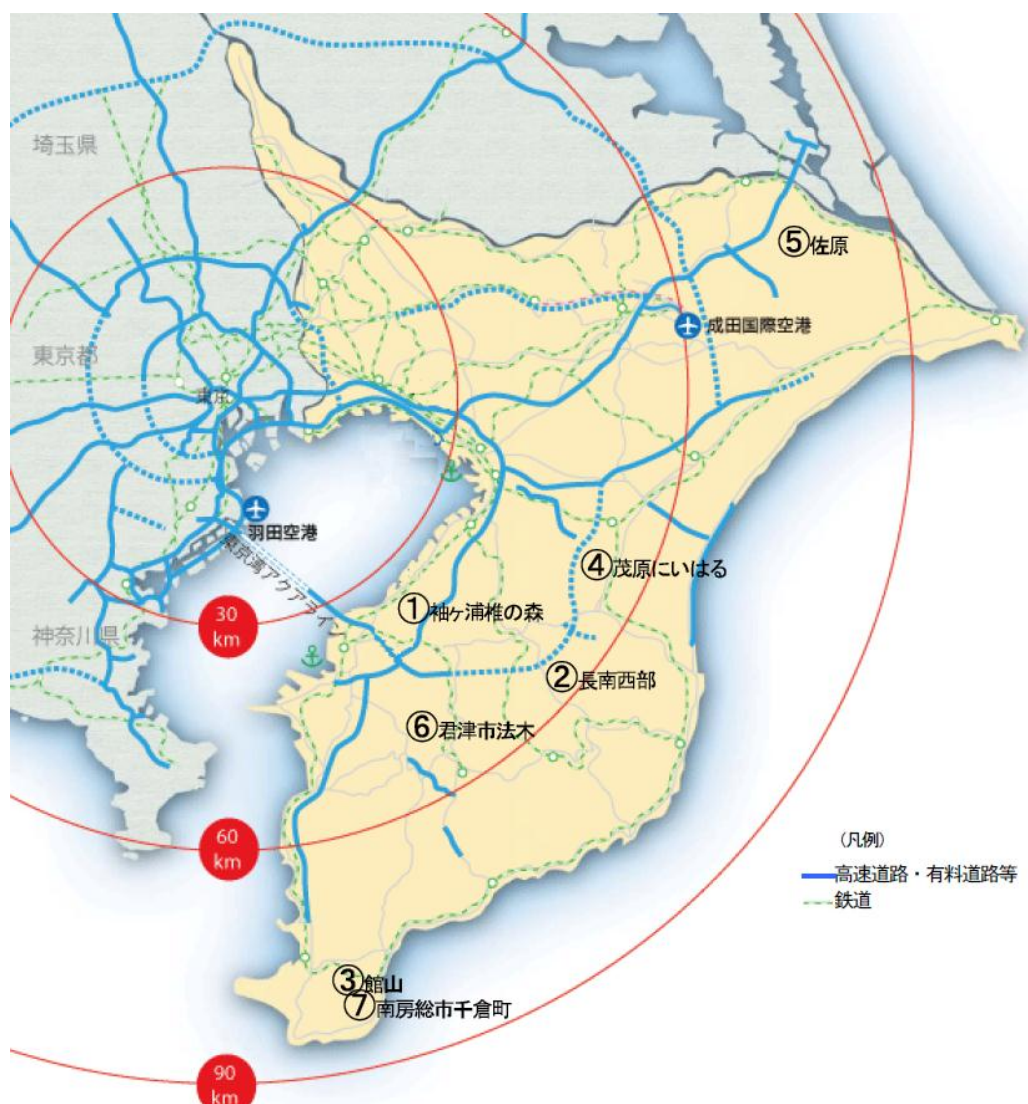 埼玉県
⑤佐原
成田国際空港
東京都
東京
羽田空港
東京湾アクアライン
④茂原にいはる
①袖ヶ浦椎の森
30
km
神奈川県
②長南西部
⑥君津市法木
(凡例)
60
km
高速道路・有料道路等
鉄道
③館山
⑦南房総市千倉町
90
km